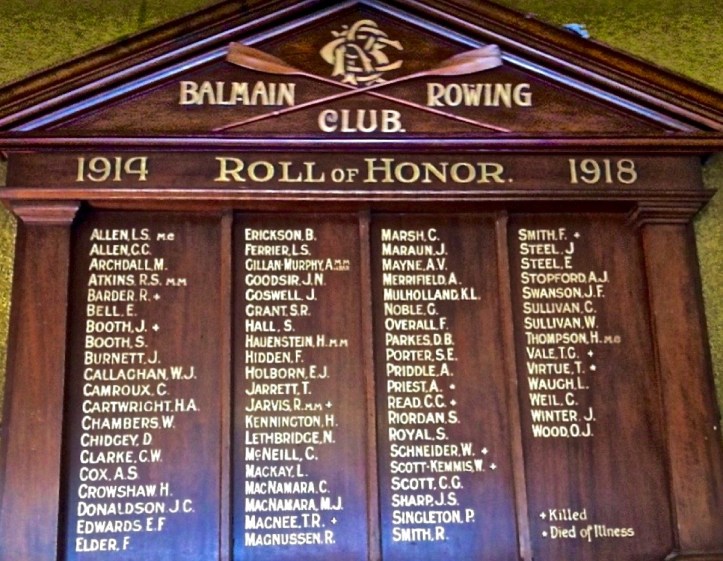 BALMAIN ROWING
CLUB.
1914 ROLL OF HONOR. 1918
ALLEN, I.S. M.C
ALLEN, C.C.
ARCHDALL, M.
ATKINS, R.S. M.M
BARDER, R. +
BELL, E.
BOOTH, J. +
BOOTH, S.
BURNETT, J.
CALLAGHAN, W.J.
CAMROUX, C.
CARTWRIGHT, H.A.
CHAMBERS, W.
CHIDGEY, D
CLARKE, C.W.
COX, A.S
CROWSHAW, H.
DONALDSON, J.C.
EDWARDS, E.F
ELDER, F
ERICKSON, B.
FERRIER, L.S.
GILLAN-MURPHY, A. M.M
GOODSIR, J.N.
GOSWELL, J.
GRANT, S.R.
HALL, S.
HAUENSTEIN, H. M.M
HIDDEN, F.
HOLBORN, E.J.
JARRETT, T.
JARVIS, R. M.M +
KENNINGTON, H.
LETHBRIDGE, N.
MCNEILL, C.
MACKAY, L.
MACNAMARA, C.
MACNAMARA, M.J.
MACNEE, T.R. +
MAGNUSSEN, R.
MARSH, C.
MARAUN, J.
MAYNE, A.V.
MERRIFIELD, A.
MULHOLLAND, K.L.
NOBLE, G.
OVERALL, F.
PARKES, D.B.
PORTER, S.E.
PRIDDLE, A.
PRIEST, A. •
READ, C.C. +
RIORDAN, S.
ROYAL, S.
SCHNEIDER, W. +
SCOTT-KEMMIS, W. +
SCOTT, C.G.
SHARP, J.S.
SINGLETON, P.
SMITH, R.
SMITH, F. +
STEEL, J
STEEL, E
STOPFORD, A.J.
SWANSON, J.F.
SULLIVAN, C.
SULLIVAN, W.
THOMPSON, H. M.C
VALE, T.G. +
VIRTUE, T. •
WAUGH, L.
WEIL, C.
WINTER, J.
WOOD, O.J.
+ Killed
• Died of Illness